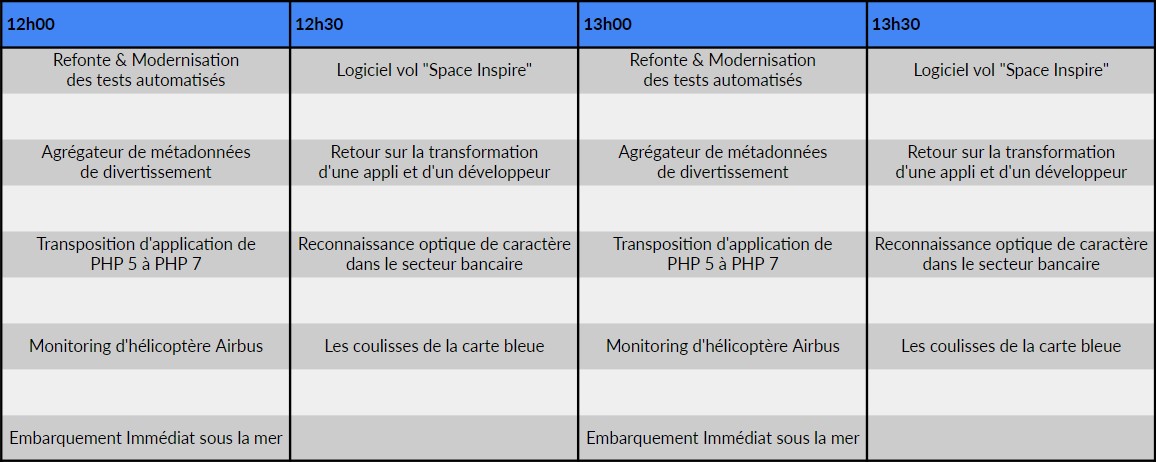 12h00 12h30 13h00 13h30
Refonte & Modernisation
des tests automatisés
Logiciel vol "Space Inspire"
Refonte & Modernisation
des tests automatisés
Logiciel vol "Space Inspire"
Agrégateur de métadonnées
de divertissement
Retour sur la transformation
d'une appli et d'un développeur
Agrégateur de métadonnées
de divertissement
Retour sur la transformation
d'une appli et d'un développeur
Transposition d'application de
PHP 5 à PHP 7
Reconnaissance optique de caractère
dans le secteur bancaire
Transposition d'application de
PHP 5 à PHP 7
Reconnaissance optique de caractère
dans le secteur bancaire
Monitoring d'hélicoptère Airbus
Les coulisses de la carte bleue
Monitoring d'hélicoptère Airbus
Les coulisses de la carte bleue
Embarquement Immédiat sous la mer
Embarquement Immédiat sous la mer